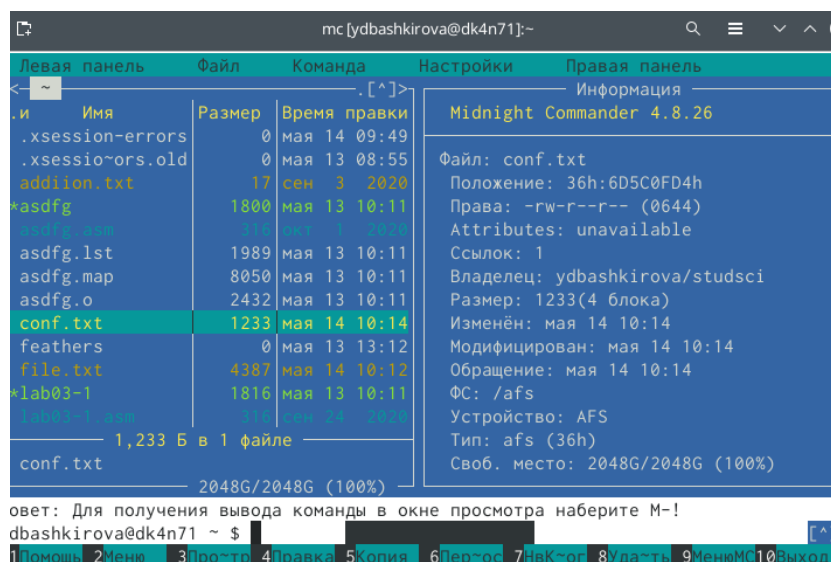 mc [ydbashkirova@dk4n71]:~
Левая панель Файл Команда Настройки Правая панель
<─ ~ .[^]>
.и Имя Размер Время правки
.xsession-errors 0 мая 14 09:49
.xsessio~ors.old 0 мая 13 08:55
addiion.txt 17 сен 3 2020
*asdfg 1800 мая 13 10:11
asdfg.asm 316 окт 1 2020
asdfg.lst 1989 мая 13 10:11
asdfg.map 8050 мая 13 10:11
asdfg.o 2432 мая 13 10:11
conf.txt 1233 мая 14 10:14
feathers 0 мая 13 13:12
file.txt 4387 мая 14 10:12
*lab03-1 1816 мая 13 10:11
lab03-1.asm 316 сен 24 2020
1,233 Б в 1 файле
conf.txt
2048G/2048G (100%)
Информация
Midnight Commander 4.8.26
Файл: conf.txt
Положение: 36h:6D5C0FD4h
Права: -rw-r--r-- (0644)
Attributes: unavailable
Ссылок: 1
Владелец: ydbashkirova/studsci
Размер: 1233(4 блока)
Изменён: мая 14 10:14
Модифицирован: мая 14 10:14
Обращение: мая 14 10:14
ФС: /afs
Устройство: AFS
Тип: afs (36h)
Своб. место: 2048G/2048G (100%)
овет: Для получения вывода команды в окне просмотра наберите M-!
dbashkirova@dk4n71 ~ $ [^
1Помощь 2Меню 3Про~тр 4Правка 5Копия 6Пер~ос 7НвК~ог 8Уда~ть 9МенюMC 10Выход